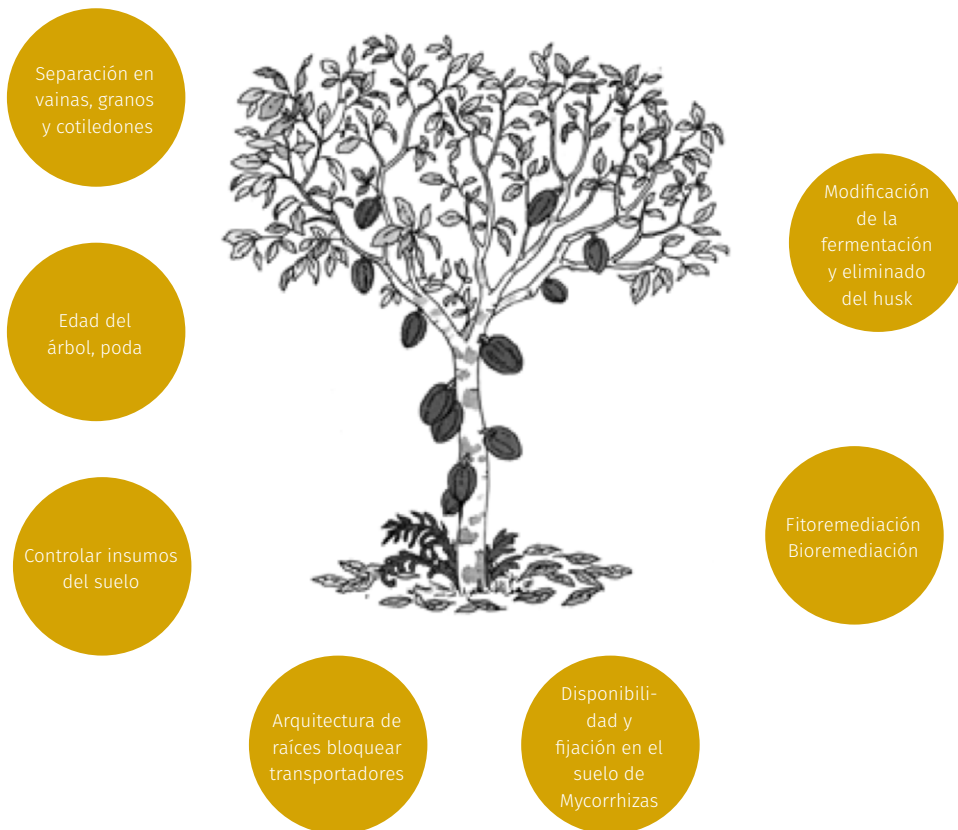 Separación en
vainas, granos
y cotiledones
Modificación
de la
fermentación
y eliminado
del husk
Edad del
árbol, poda
Fitoremediación
Bioremediación
Controlar insumos
del suelo
Arquitectura de
raíces bloquear
transportadores
Disponibili-
dad y
fijación en el
suelo de
Mycorrhizas